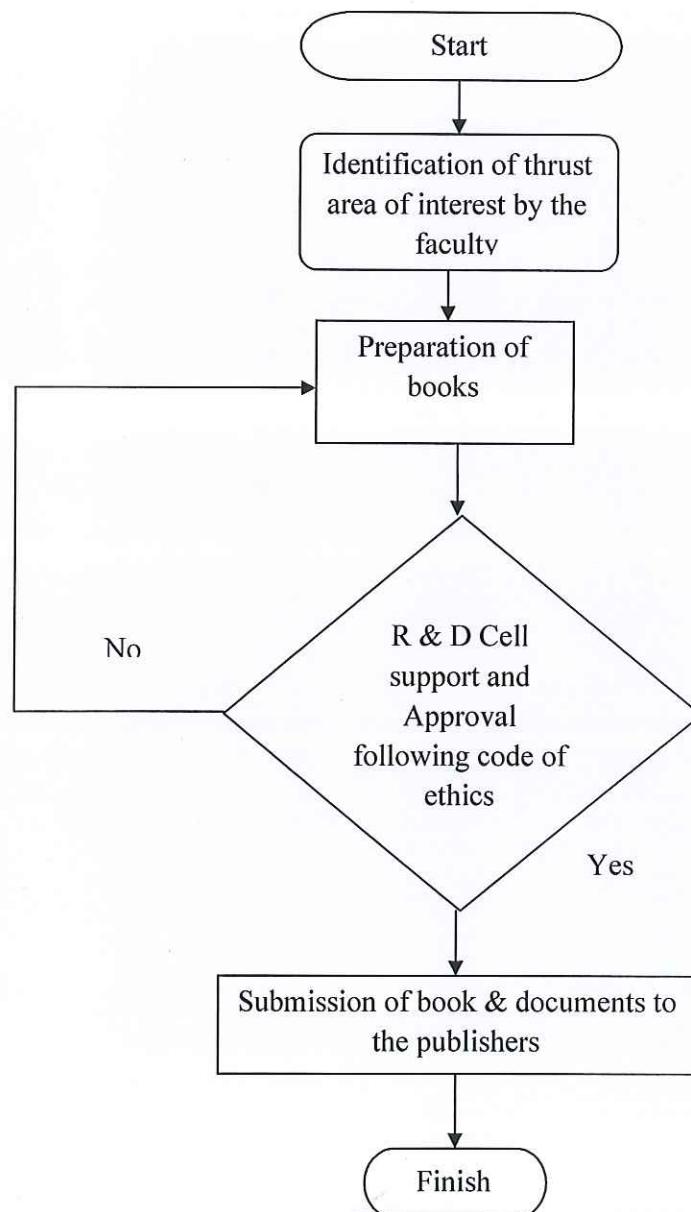 Start
Identification of thrust
area of interest by the
faculty
Preparation of
books
No
R & D Cell
support and
Approval
following code of
ethics
Yes
Submission of book & documents to
the publishers
Finish